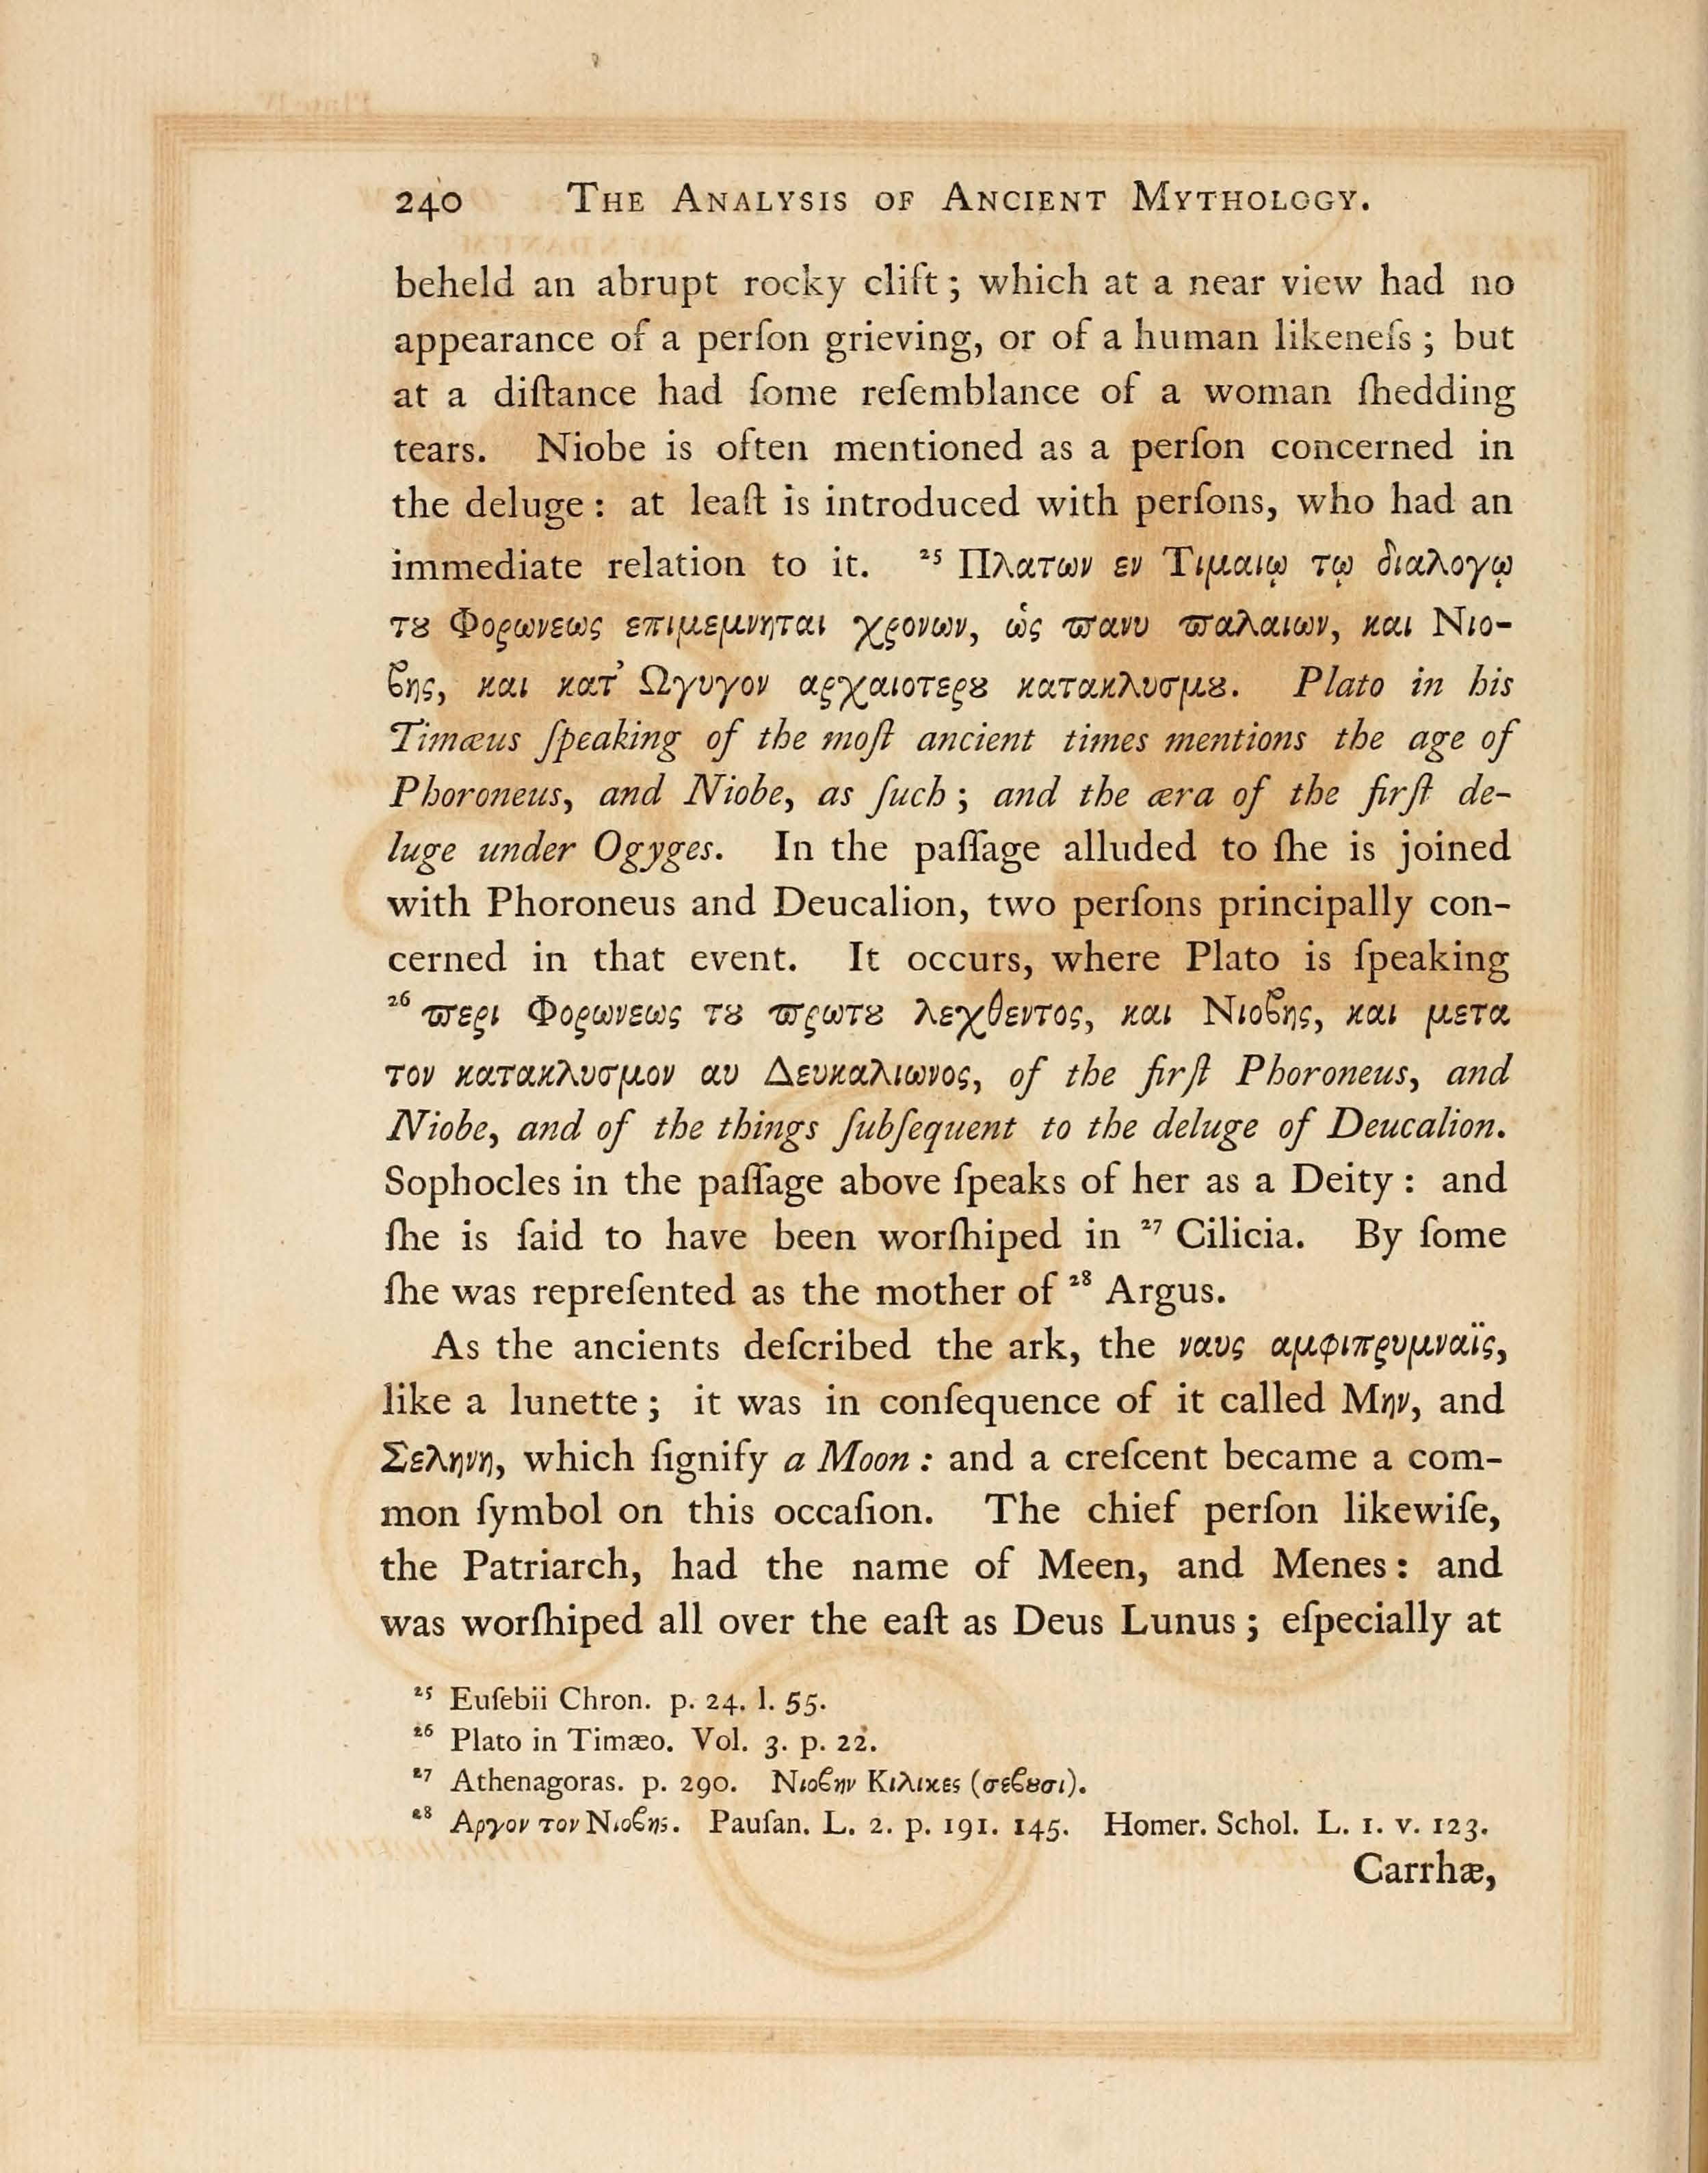 240 THE ANALYSIS OF ANCIENT MYTHOLOGY.
beheld an abrupt rocky clift; which at a near view had no
appearance of a perſon grieving, or of a human likeneſs; but
at a diſtance had ſome reſemblance of a woman ſhedding
tears. Niobe is often mentioned as a perſon concerned in
the deluge: at leaſt is introduced with perſons, who had an
immediate relation to it. ²⁵ Πλατων εν Τιμαιῳ τῳ διαλογῳ
τȣ Φορωνεως επιμεμνηται χρονων, ὡς ϖανυ ϖαλαιων, και Νιο-
ϐης, και κατ’ Ωγυγον αρχαιοτερȣ κατακλυσμȣ. Plato in his
Timæus ſpeaking of the moſt ancient times mentions the age of
Phoroneus, and Niobe, as ſuch; and the æra of the firſt de-
luge under Ogyges. In the paſſage alluded to ſhe is joined
with Phoroneus and Deucalion, two perſons principally con-
cerned in that event. It occurs, where Plato is ſpeaking
²⁶ ϖερι Φορωνεως τȣ ϖρωτȣ λεχθεντος, και Νιοϐης, και μετα
τον κατακλυσμον αυ Δευκαλιωνος, of the firſt Phoroneus, and
Niobe, and of the things ſubſequent to the deluge of Deucalion.
Sophocles in the paſſage above ſpeaks of her as a Deity: and
ſhe is ſaid to have been worſhiped in ²⁷ Cilicia. By ſome
ſhe was repreſented as the mother of ²⁸ Argus.
As the ancients deſcribed the ark, the ναυς αμφιπρυμναϊς,
like a lunette; it was in conſequence of it called Μην, and
Σεληνη, which ſignify a Moon: and a creſcent became a com-
mon ſymbol on this occaſion. The chief perſon likewiſe,
the Patriarch, had the name of Meen, and Menes: and
was worſhiped all over the eaſt as Deus Lunus; eſpecially at
²⁵ Euſebii Chron. p. 24. l. 55.
²⁶ Plato in Timæo. Vol. 3. p. 22.
²⁷ Athenagoras. p. 290. Νιοϐην Κιλικες (σεϐȣσι).
²⁸ Αργον τον Νιοϐης. Pauſan. L. 2. p. 191. 145. Homer. Schol. L. 1. v. 123.
Carrhæ,